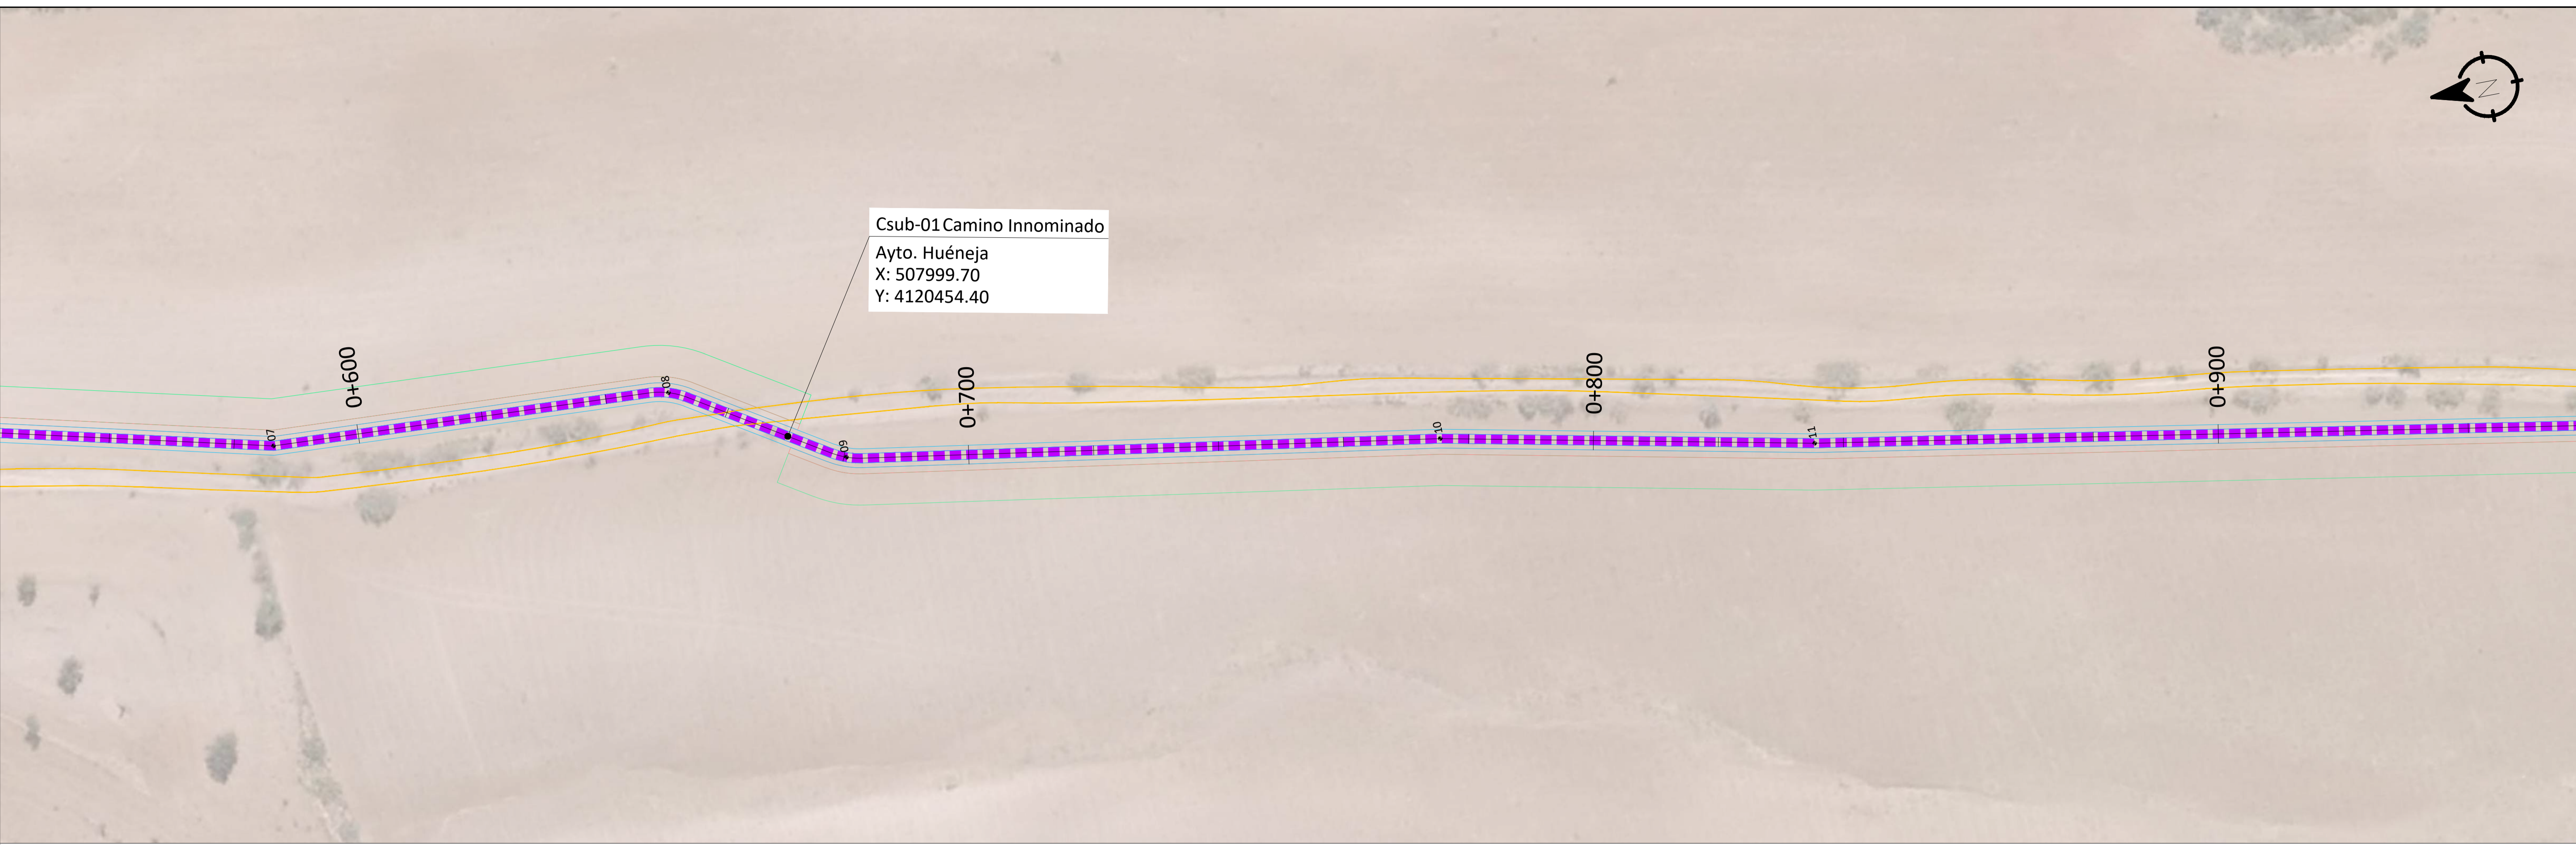 N
Csub-01 Camino Innominado
Ayto. Huéneja
X: 507999.70
Y: 4120454.40
0+600
0+700
0+800
0+900
07
08
09
10
11